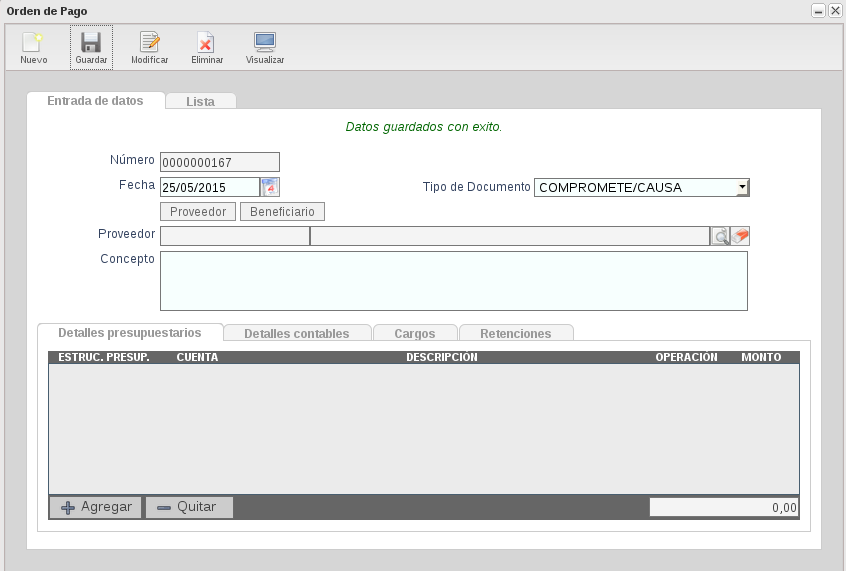 Orden de Pago
Nuevo Guardar Modificar Eliminar Visualizar
Entrada de datos Lista
Datos guardados con exito.
Número 0000000167
Fecha 25/05/2015 Tipo de Documento COMPROMETE/CAUSA
Proveedor Beneficiario
Proveedor
Concepto
Detalles presupuestarios Detalles contables Cargos Retenciones
ESTRUC. PRESUP. CUENTA DESCRIPCIÓN OPERACIÓN MONTO
Agregar Quitar 0,00